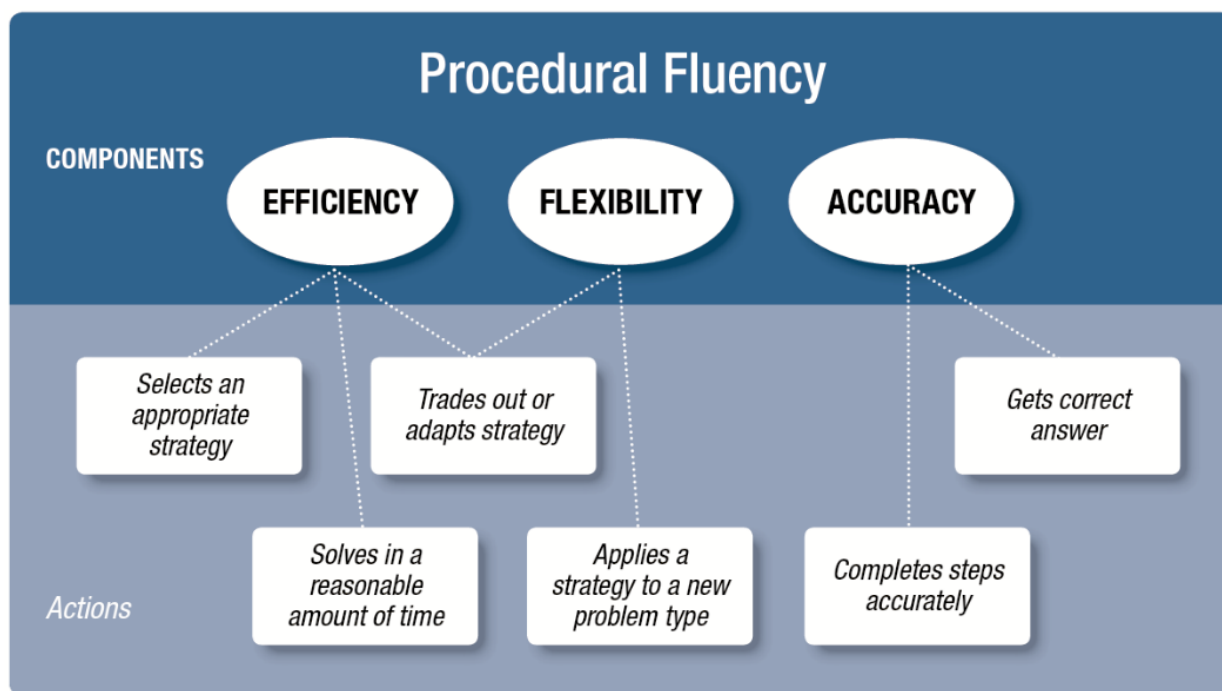 Procedural Fluency
COMPONENTS
EFFICIENCY
FLEXIBILITY
ACCURACY
Selects an
appropriate
strategy
Trades out or
adapts strategy
Gets correct
answer
Solves in a
reasonable
amount of time
Applies a
strategy to a new
problem type
Completes steps
accurately
Actions